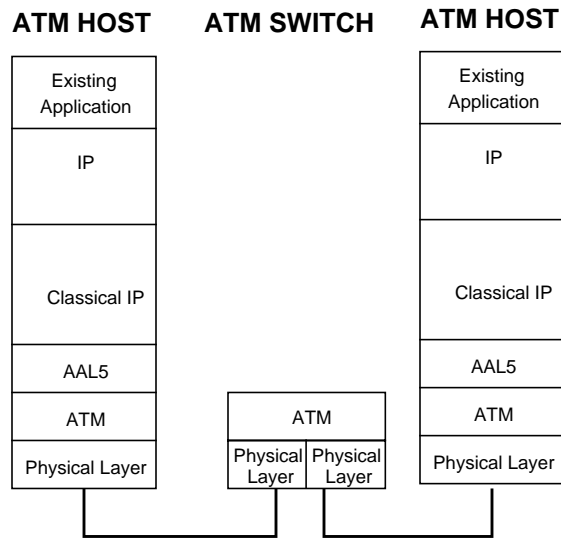 ATM HOST
ATM SWITCH
ATM HOST
Existing
Application
IP
Classical IP
AAL5
ATM
Physical Layer
ATM
Physical
Layer
Physical
Layer
Existing
Application
IP
Classical IP
AAL5
ATM
Physical Layer